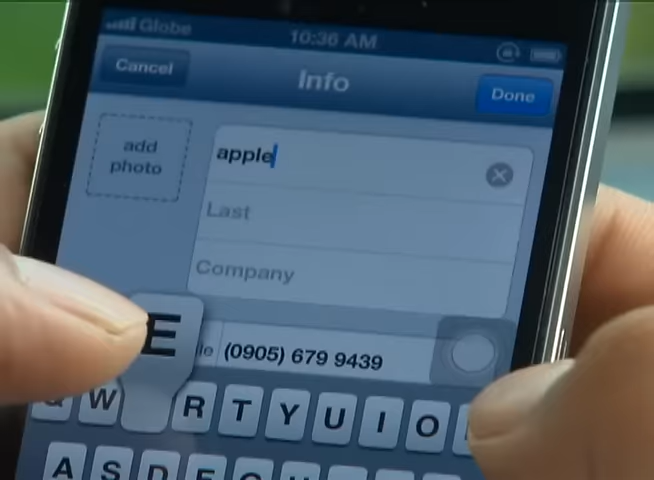 Globe 10:36 AM
Cancel Info Done
add
photo
apple
Last
Company
(0905) 679 9439
E
W R T Y U I O
A S D